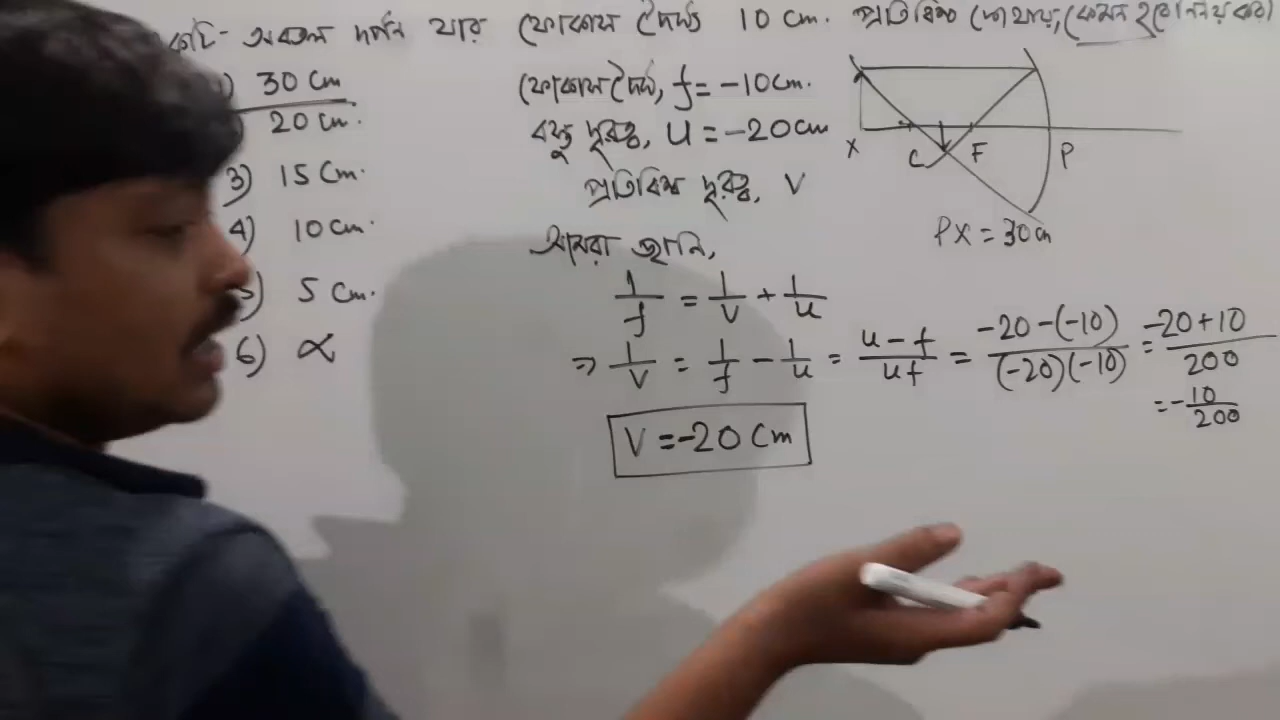 একটি অবতল দর্পন যার ফোকাস দৈর্ঘ্য 10 cm. প্রতিবিম্ব কোথায়, কেমন হবে নির্ণয় কর।
) 30 cm
20 cm.
3) 15 cm.
4) 10 cm.
5) 5 cm.
6) ∝
ফোকাস দৈর্ঘ্য, f = -10 cm.
বস্তু দূরত্ব, u = -20 cm
প্রতিবিম্ব দূরত্ব, v
আমরা জানি,
1/f = 1/v + 1/u
=> 1/v = 1/f - 1/u = (u - f)/(uf) = (-20 - (-10))/((-20)(-10)) = (-20 + 10)/200
= -10/200
V = -20 cm
X C F P
PX = 30 cm